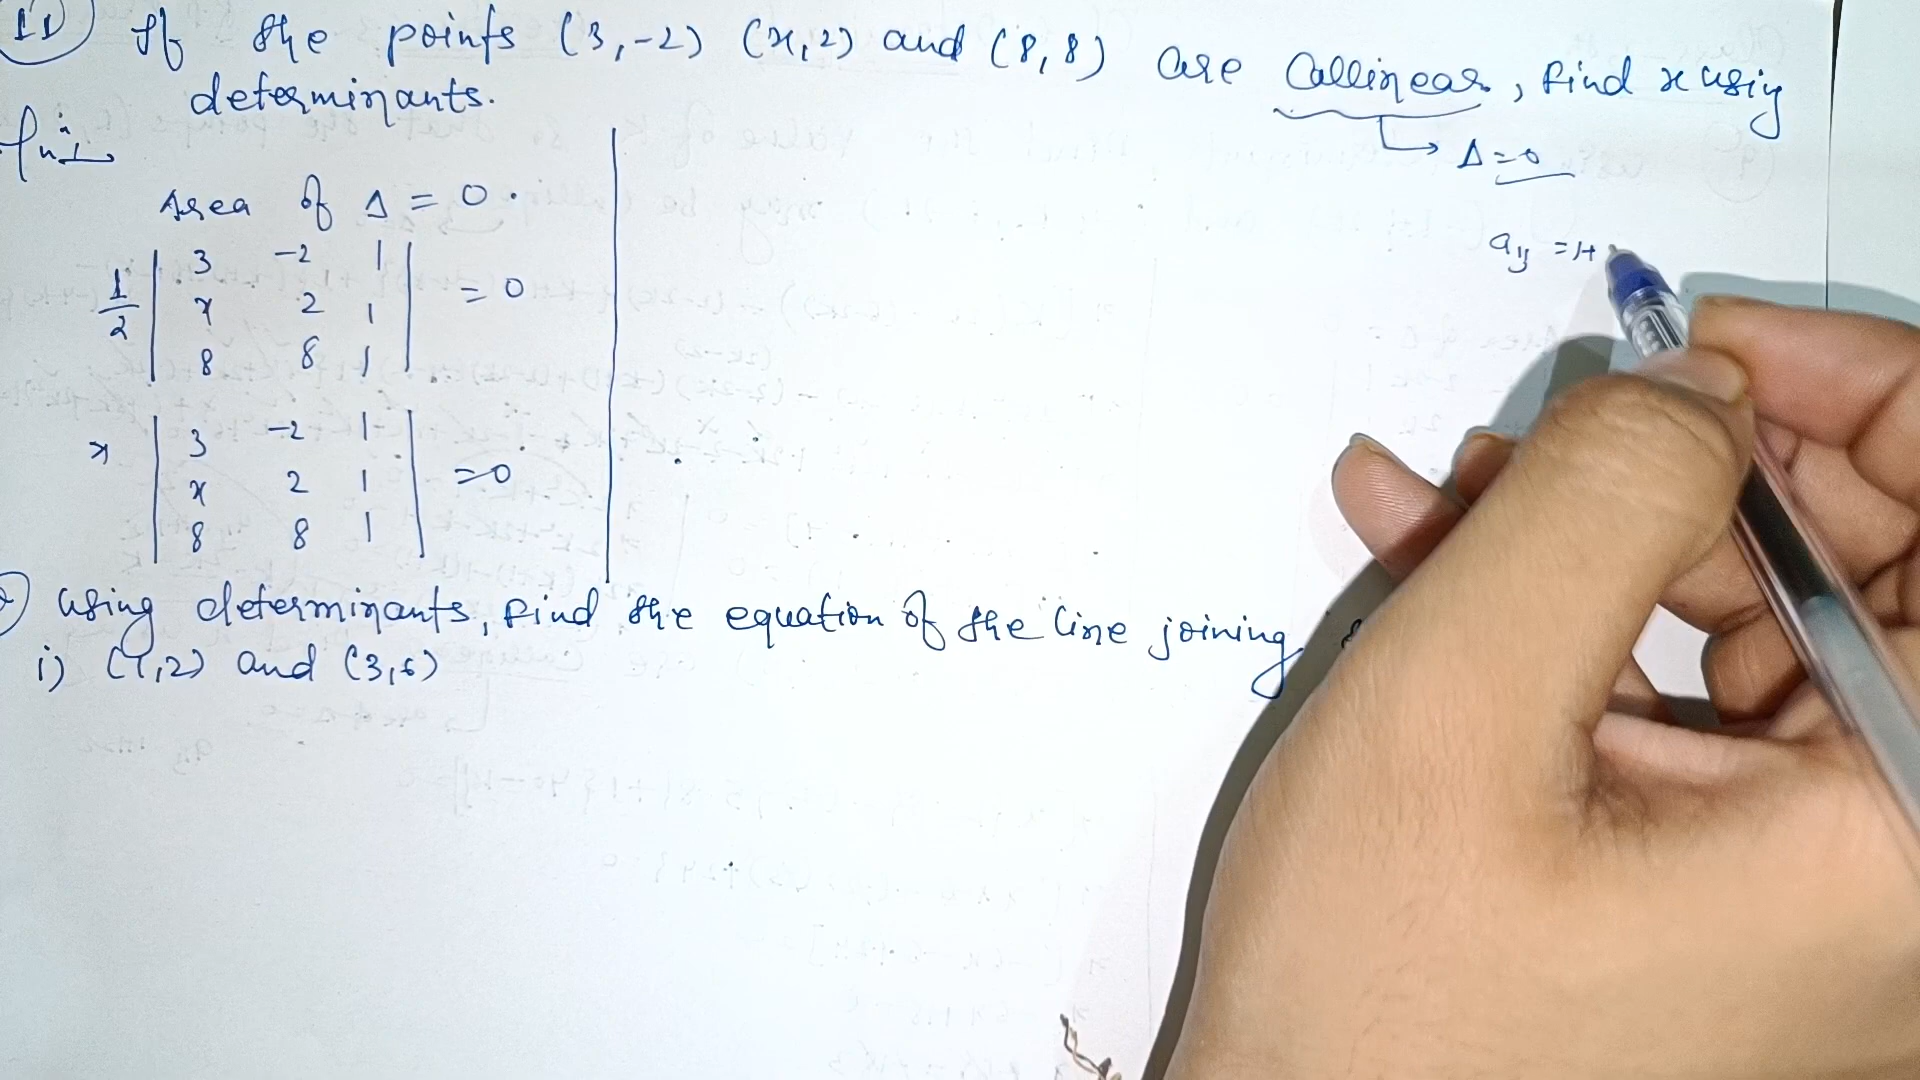 11) If the points (3,-2) (x,2) and (8,8) are Collinear, find x using
determinants.
→ Δ=0
Area of Δ = 0.
a_ij = 1+
1/2 | 3 -2 1 |
| x 2 1 | = 0
| 8 8 1 |
| 3 -2 1 |
| x 2 1 | =0
| 8 8 1 |
using determinants, find the equation of the line joining
i) (1,2) and (3,6)